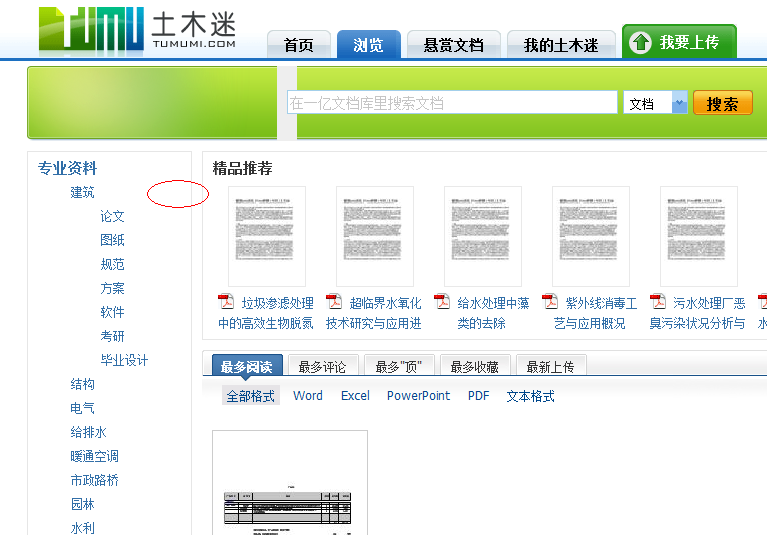 TUMU 土木迷
TUMUMI.COM
首页 浏览 悬赏文档 我的土木迷 我要上传
在一亿文档库里搜索文档 文档 搜索
专业资料
建筑
论文
图纸
规范
方案
软件
考研
毕业设计
结构
电气
给排水
暖通空调
市政路桥
园林
水利
精品推荐
垃圾渗滤处理
中的高效生物脱氮
超临界水氧化
技术研究与应用进
给水处理中藻
类的去除
紫外线消毒工
艺与应用概况
污水处理厂恶
臭污染状况分析与
水
最多阅读 最多评论 最多"顶" 最多收藏 最新上传
全部格式 Word Excel PowerPoint PDF 文本格式